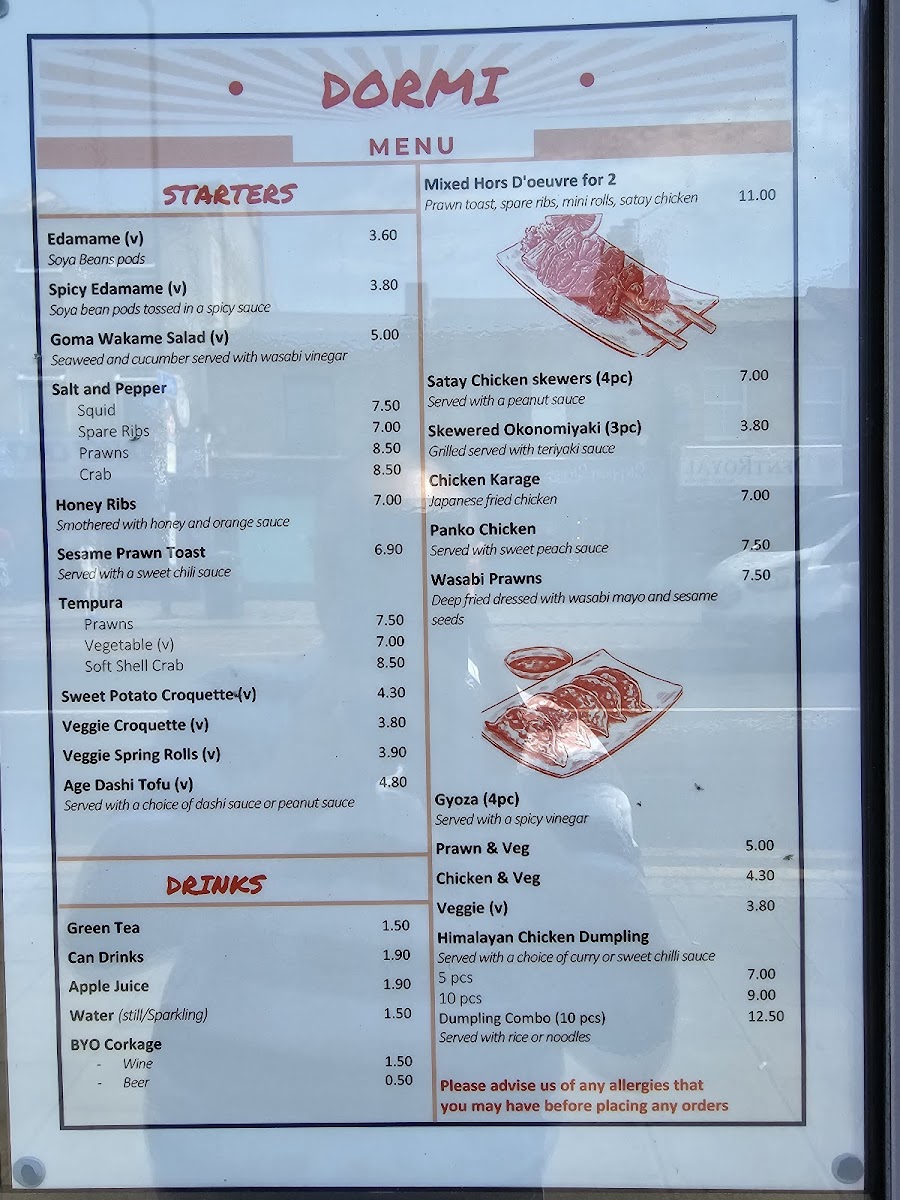 DORMI
MENU
STARTERS
Edamame (v) 3.60
Soya Beans pods
Spicy Edamame (v) 3.80
Soya bean pods tossed in a spicy sauce
Goma Wakame Salad (v) 5.00
Seaweed and cucumber served with wasabi vinegar
Salt and Pepper
Squid 7.50
Spare Ribs 7.00
Prawns 8.50
Crab 8.50
Honey Ribs 7.00
Smothered with honey and orange sauce
Sesame Prawn Toast 6.90
Served with a sweet chili sauce
Tempura
Prawns 7.50
Vegetable (v) 7.00
Soft Shell Crab 8.50
Sweet Potato Croquette (v) 4.30
Veggie Croquette (v) 3.80
Veggie Spring Rolls (v) 3.90
Age Dashi Tofu (v) 4.80
Served with a choice of dashi sauce or peanut sauce
DRINKS
Green Tea 1.50
Can Drinks 1.90
Apple Juice 1.90
Water (still/Sparkling) 1.50
BYO Corkage
- Wine 1.50
- Beer 0.50
Mixed Hors D'oeuvre for 2
Prawn toast, spare ribs, mini rolls, satay chicken 11.00
Satay Chicken skewers (4pc) 7.00
Served with a peanut sauce
Skewered Okonomiyaki (3pc) 3.80
Grilled served with teriyaki sauce
Chicken Karage
Japanese fried chicken 7.00
Panko Chicken
Served with sweet peach sauce 7.50
Wasabi Prawns 7.50
Deep fried dressed with wasabi mayo and sesame
seeds
Gyoza (4pc)
Served with a spicy vinegar
Prawn & Veg 5.00
Chicken & Veg 4.30
Veggie (v) 3.80
Himalayan Chicken Dumpling
Served with a choice of curry or sweet chilli sauce
5 pcs 7.00
10 pcs 9.00
Dumpling Combo (10 pcs) 12.50
Served with rice or noodles
Please advise us of any allergies that
you may have before placing any orders